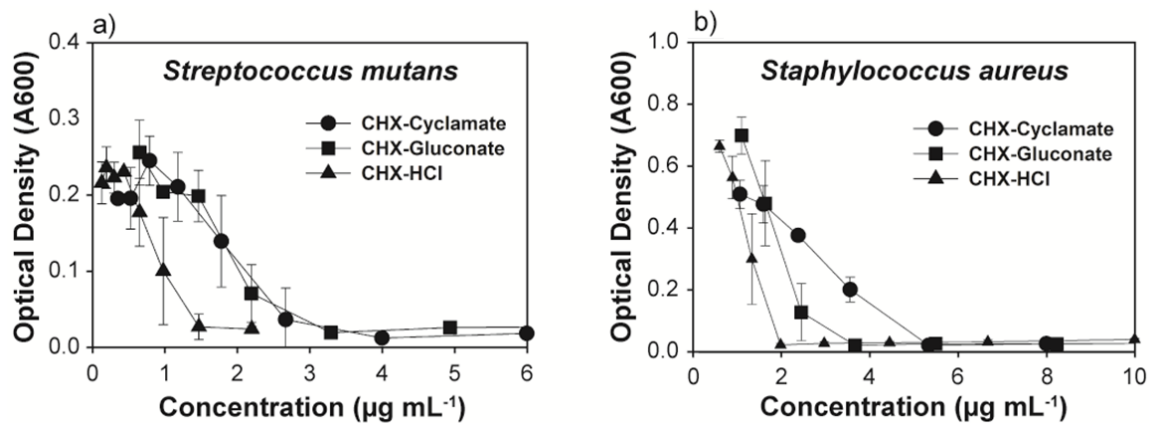 a)
Streptococcus mutans
CHX-Cyclamate
CHX-Gluconate
CHX-HCl
Optical Density (A600)
0.4
0.3
0.2
0.1
0.0
0 1 2 3 4 5 6
Concentration (µg mL-1)
b)
Staphylococcus aureus
CHX-Cyclamate
CHX-Gluconate
CHX-HCl
Optical Density (A600)
1.0
0.8
0.6
0.4
0.2
0.0
0 2 4 6 8 10
Concentration (µg mL-1)